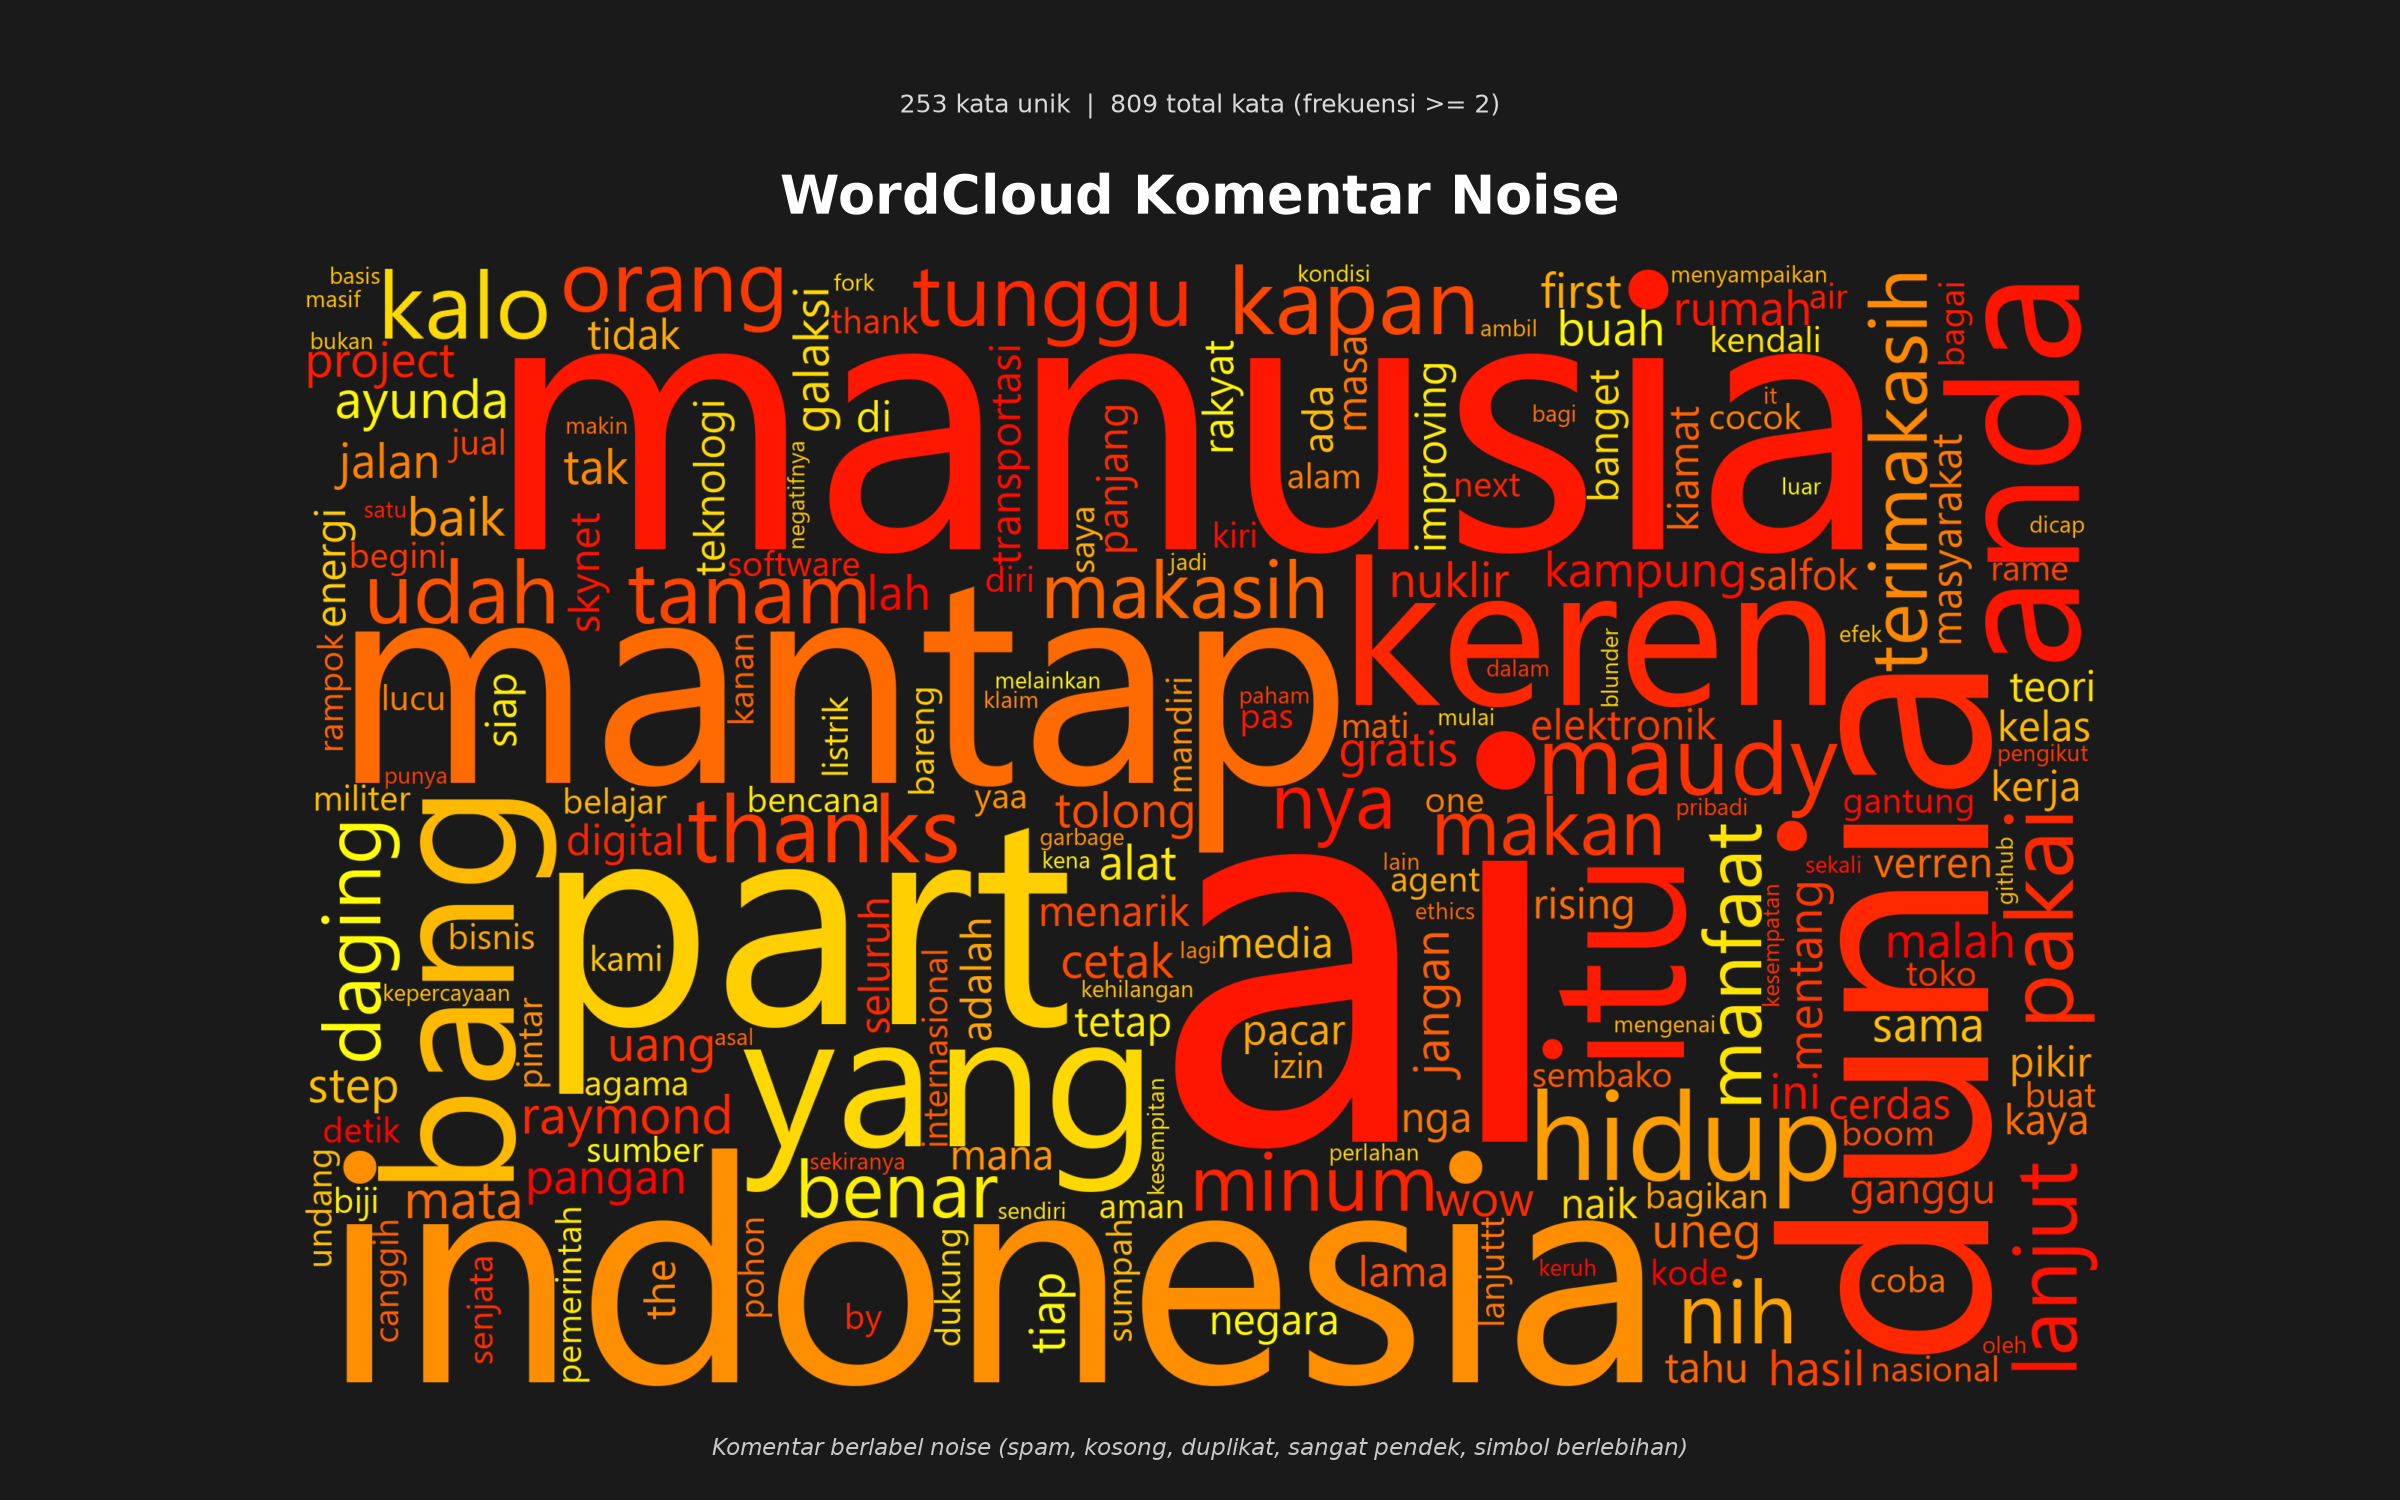 253 kata unik | 809 total kata (frekuensi >= 2)
WordCloud Komentar Noise
basis
masif
bukan
kalo
orang
tidak
galaksi
fork
thank
tunggu
kapan
kondisi
ambil
first
buah
menyampaikan
rumah
air
kendali
terimakasih
bagai
anda
project
ayunda
jalan
jual
manusia
makin
tak
teknologi
negatifnya
di
transportasi
panjang
saya
rakyat
kiri
ada
masa
alam
improving
next
bagi
banget
kiamat
cocok
it
luar
masyarakat
dicap
rame
satu
baik
energi
begini
udah
skynet
tanam
software
lah
diri
makasih
jadi
nuklir
kampung
salfok
keren
dalam
blunder
efek
mantap
rampok
lucu
siap
kanan
listrik
bareng
melainkan
klaim
mandiri
paham
pas
mati
mulai
gratis
elektronik
maudy
teori
kelas
pengikut
kerja
punya
militer
belajar
bencana
yaa
tolong
nya
one
makan
pribadi
gantung
dunia
pakai
daging
bang
digital
thanks
garbage
kena
alat
ai
lain
agent
ethics
itu
rising
manfaat
sekali
verren
github
kesempatan
mentang
malah
toko
part
kami
bisnis
kepercayaan
pintar
seluruh
internasional
adalah
menarik
cetak
lagi
media
kehilangan
tetap
pacar
izin
jangan
mengenai
sama
uang
asal
yang
agama
step
detik
raymond
sumber
pangan
sembako
ini
cerdas
boom
pikir
buat
kaya
nga
hidup
kesempitan
mana
sekiranya
benar
sendiri
aman
perlahan
minum
wow
naik
bagikan
ganggu
lanjut
undang
biji
mata
indonesia
canggih
senjata
pemerintah
the
pohon
by
dukung
tiap
sumpah
negara
lama
lanjuttt
keruh
uneg
kode
nih
coba
oleh
tahu
hasil
nasional
Komentar berlabel noise (spam, kosong, duplikat, sangat pendek, simbol berlebihan)